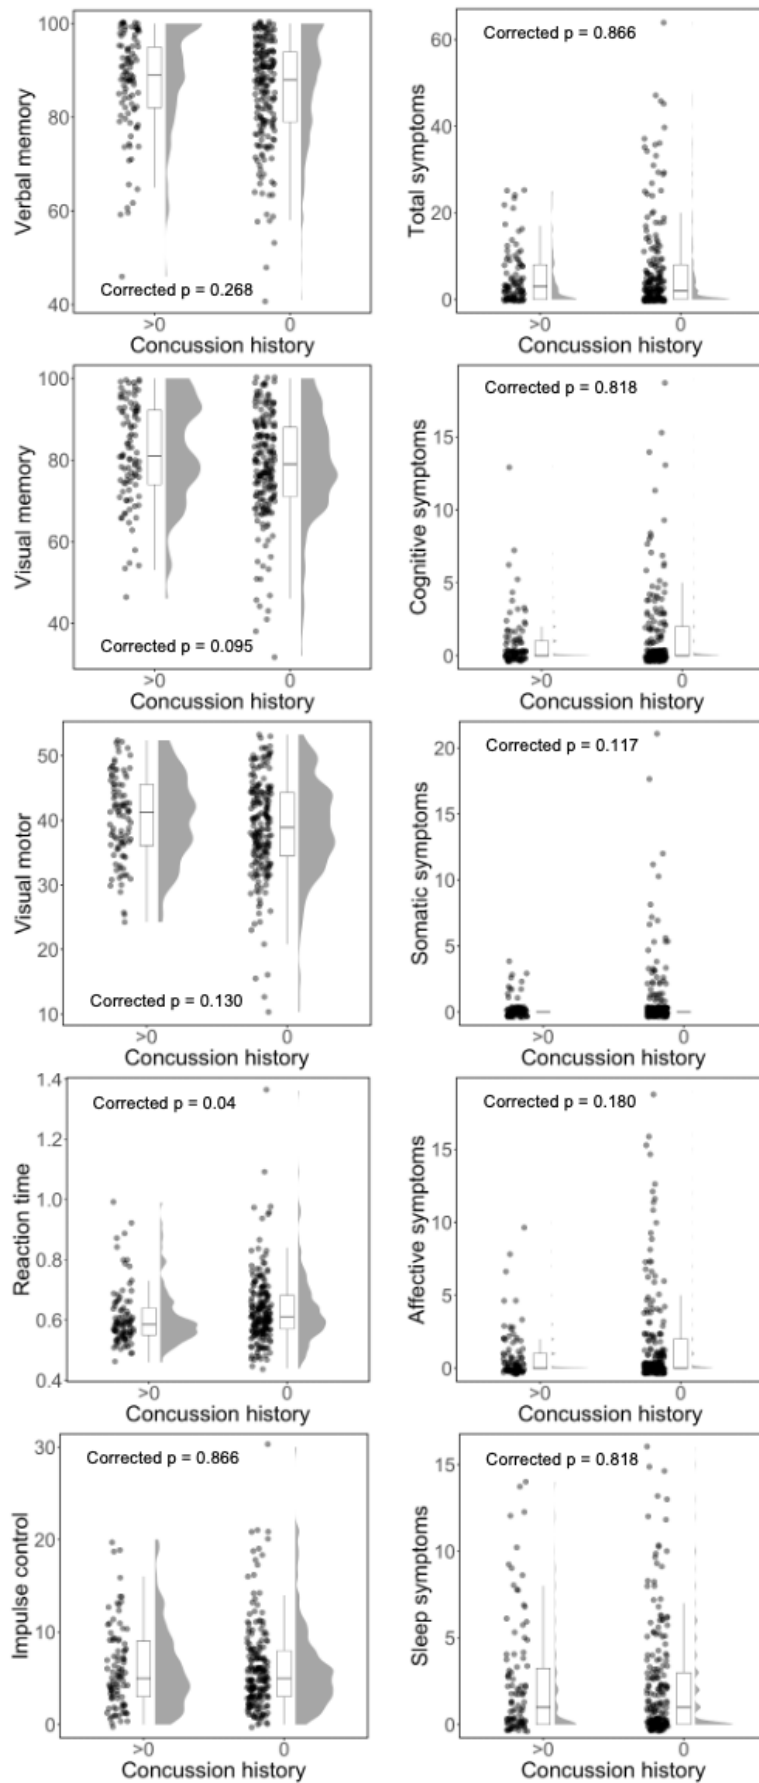 Verbal memory
100
80
60
40
Corrected p = 0.268
>0
0
Concussion history
Total symptoms
60
40
20
0
Corrected p = 0.866
>0
0
Concussion history
Visual memory
100
80
60
40
Corrected p = 0.095
>0
0
Concussion history
Cognitive symptoms
15
10
5
0
Corrected p = 0.818
>0
0
Concussion history
Visual motor
50
40
30
20
10
Corrected p = 0.130
>0
0
Concussion history
Somatic symptoms
20
15
10
5
0
Corrected p = 0.117
>0
0
Concussion history
Reaction time
1.4
1.2
1.0
0.8
0.6
0.4
Corrected p = 0.04
>0
0
Concussion history
Affective symptoms
15
10
5
0
Corrected p = 0.180
>0
0
Concussion history
Impulse control
30
20
10
0
Corrected p = 0.866
>0
0
Concussion history
Sleep symptoms
15
10
5
0
Corrected p = 0.818
>0
0
Concussion history